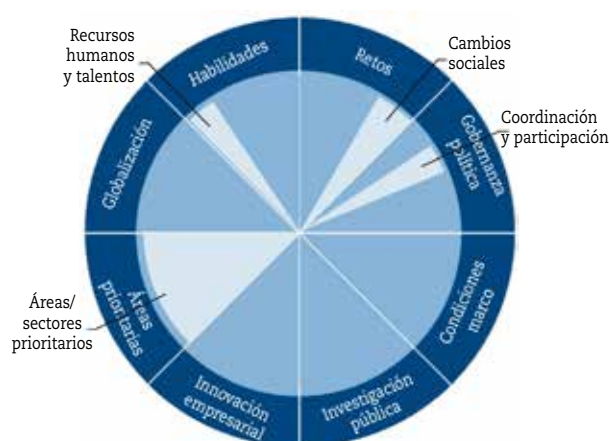 Recursos
humanos
y talentos
Habilidades
Retos
Cambios
sociales
Coordinación
y participación
Gobernanza
política
Condiciones
marco
Investigación
pública
Innovación
empresarial
Áreas
prioritarias
Áreas/
sectores
prioritarios
Globalización